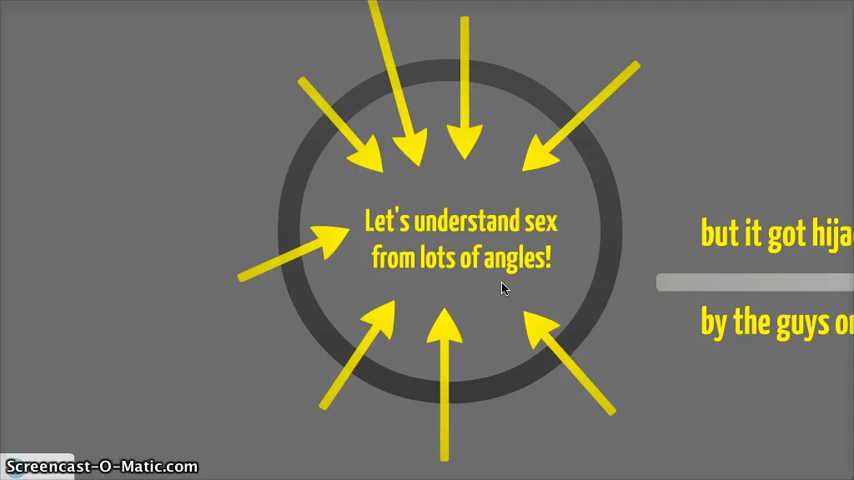 Let's understand sex
from lots of angles!
but it got
by the guys
Screencast-O-Matic.com